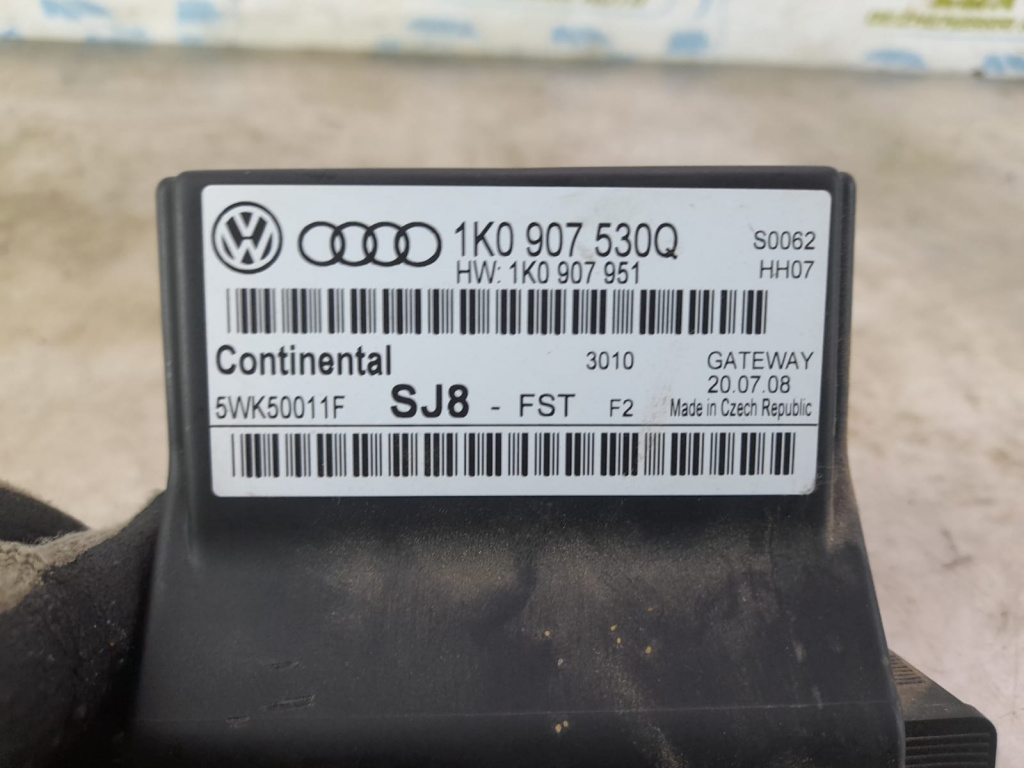 1K0 907 530Q S0062
HW: 1K0 907 951 HH07
Continental 3010 GATEWAY
20.07.08
5WK50011F SJ8 - FST F2 Made in Czech Republic